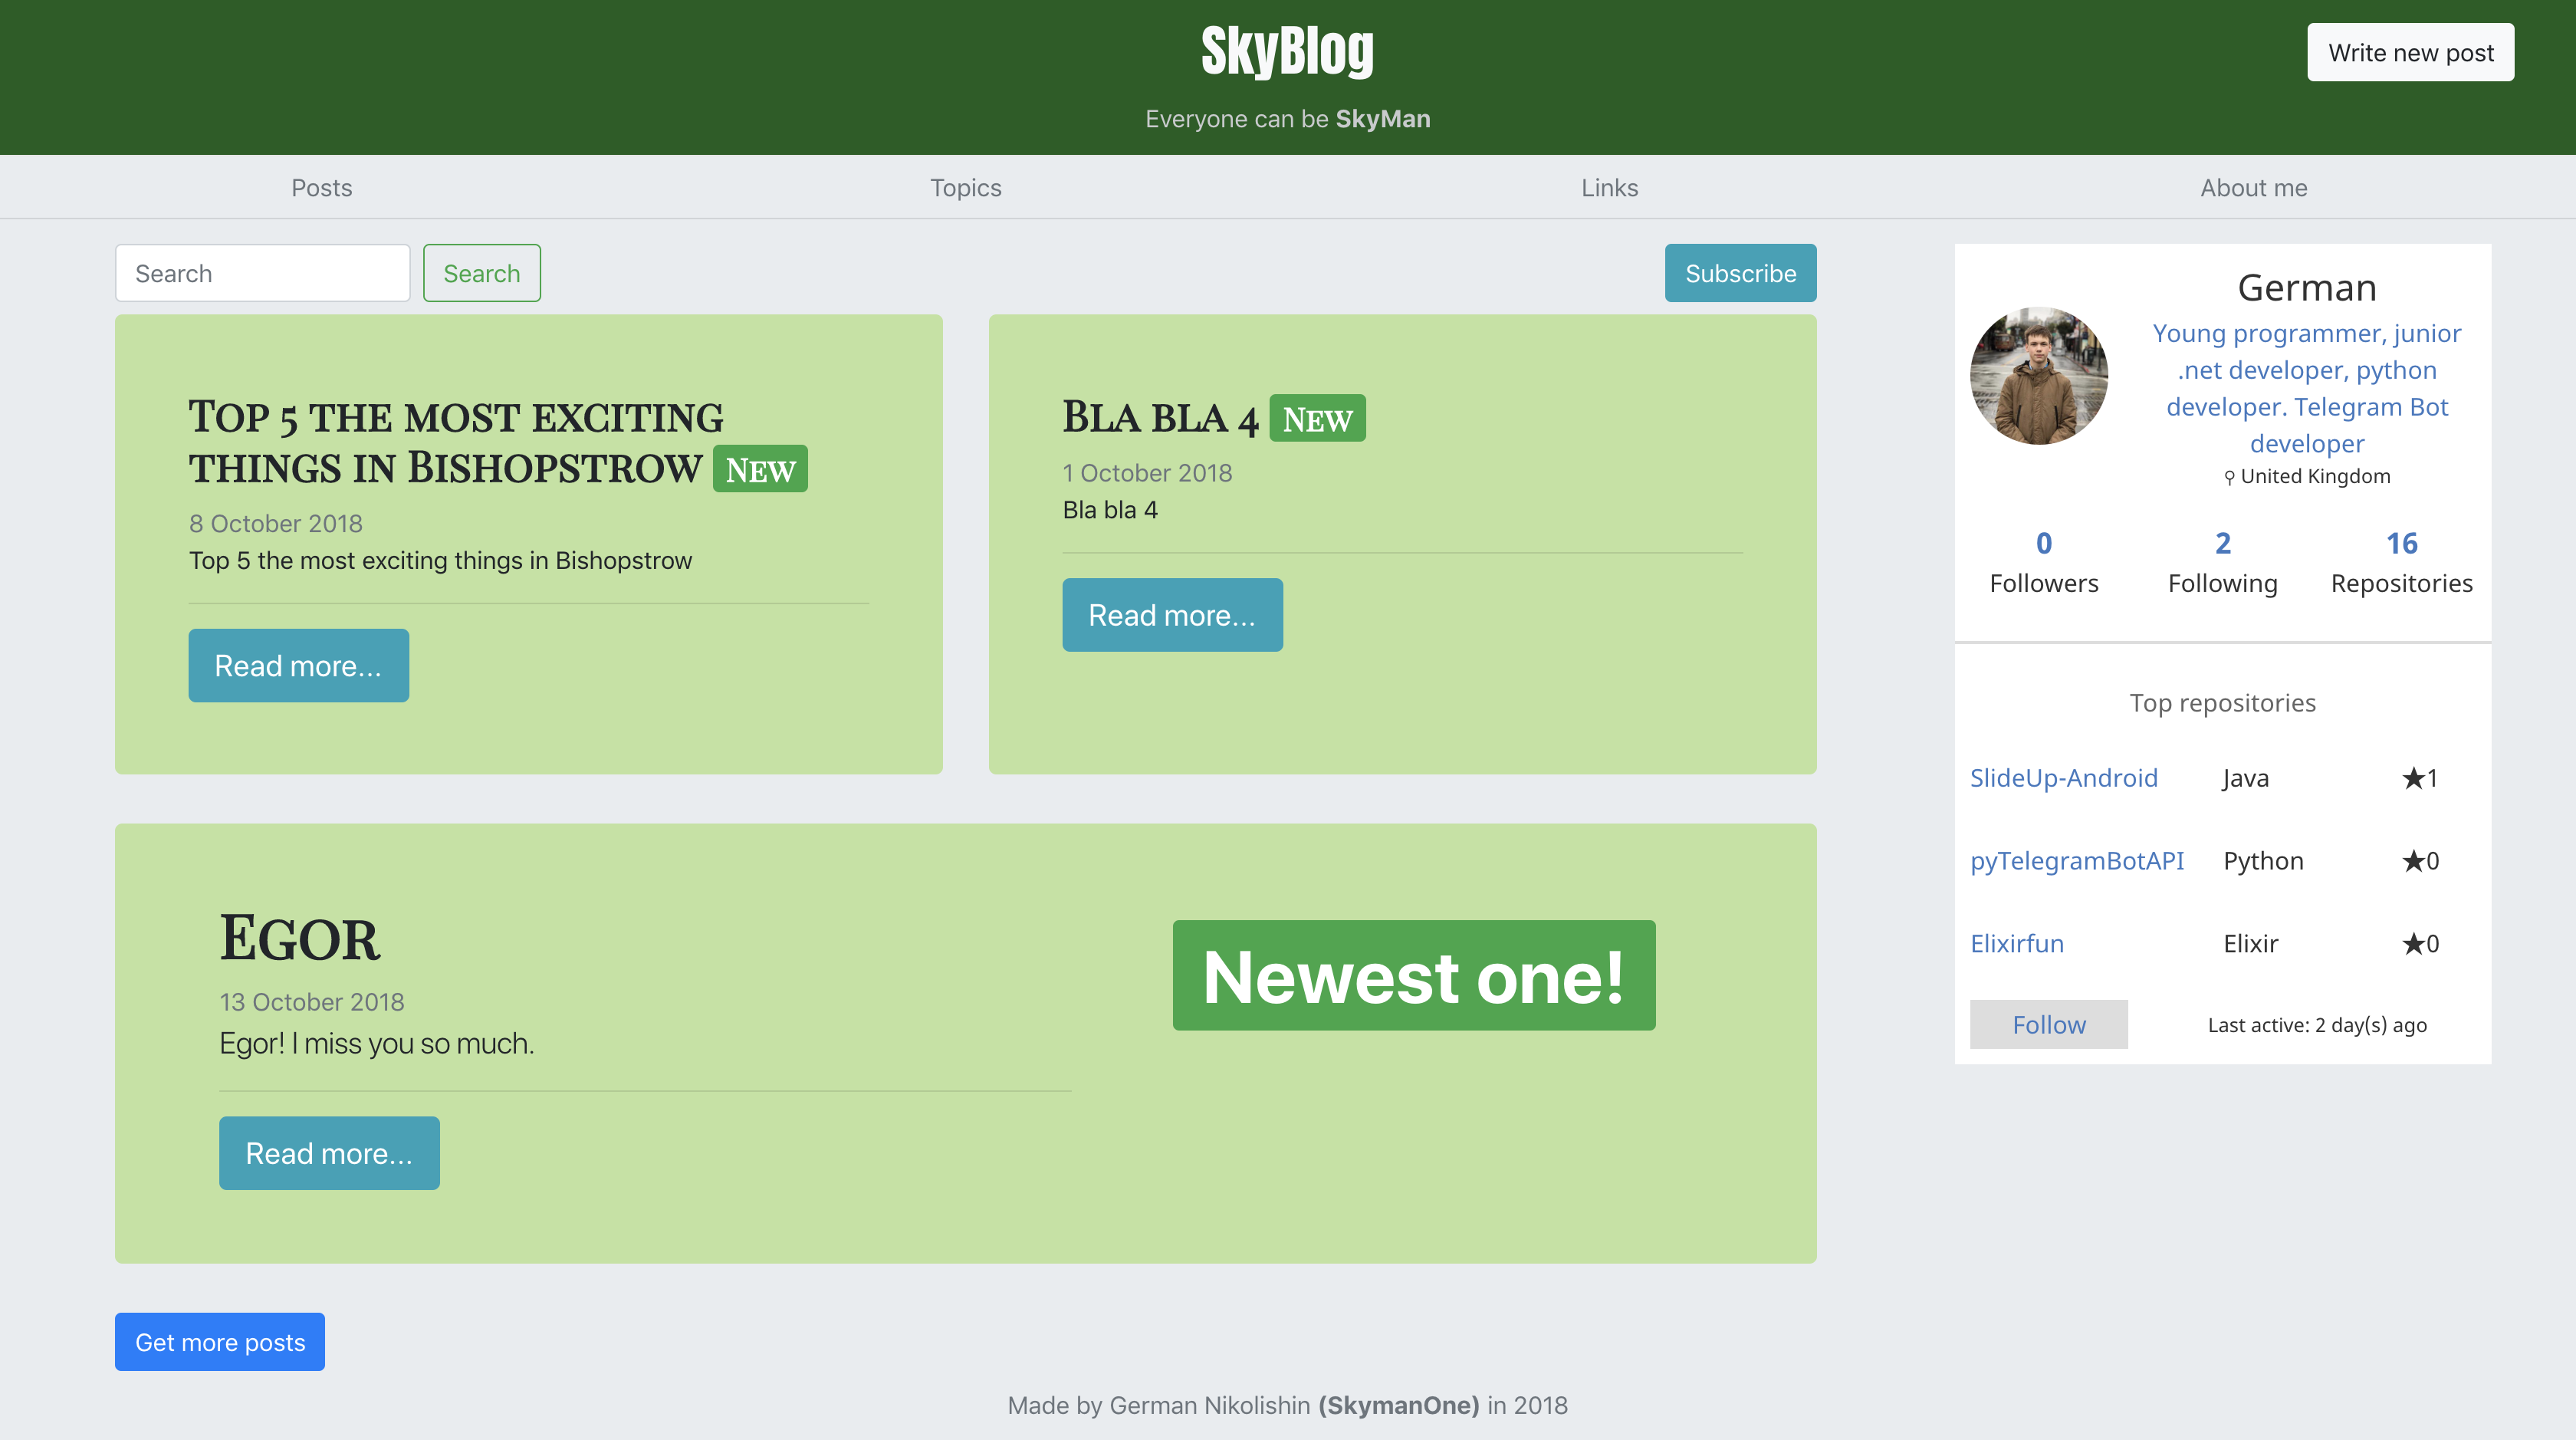 SkyBlog
Write new post
Everyone can be SkyMan
Posts
Topics
Links
About me
Search
Search
Subscribe
Top 5 the most exciting
things in Bishopstrow New
8 October 2018
Top 5 the most exciting things in Bishopstrow
Read more...
Bla bla 4 New
1 October 2018
Bla bla 4
Read more...
Egor
13 October 2018
Egor! I miss you so much.
Read more...
Newest one!
Get more posts
German
Young programmer, junior
.net developer, python
developer. Telegram Bot
developer
⚲ United Kingdom
0
Followers
2
Following
16
Repositories
Top repositories
SlideUp-Android Java ★1
pyTelegramBotAPI Python ★0
Elixirfun Elixir ★0
Follow
Last active: 2 day(s) ago
Made by German Nikolishin (SkymanOne) in 2018